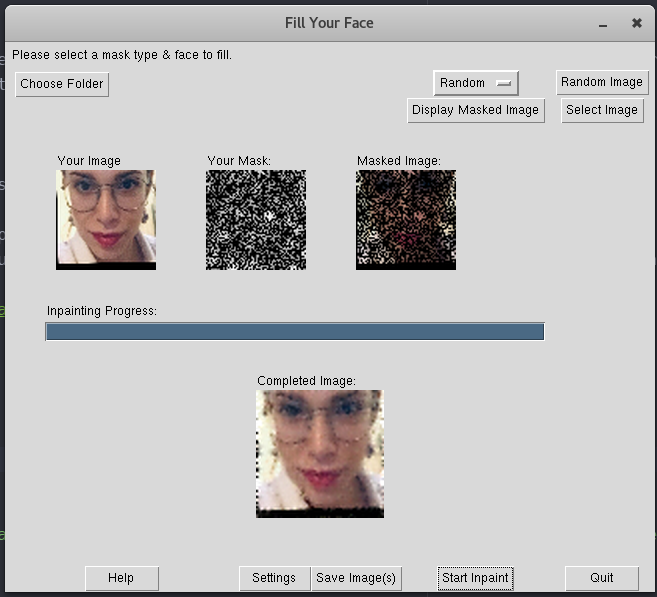 Fill Your Face
Please select a mask type & face to fill.
Choose Folder
Random
Random Image
Display Masked Image
Select Image
Your Image
Your Mask:
Masked Image:
Inpainting Progress:
Completed Image:
Help
Settings
Save Image(s)
Start Inpaint
Quit